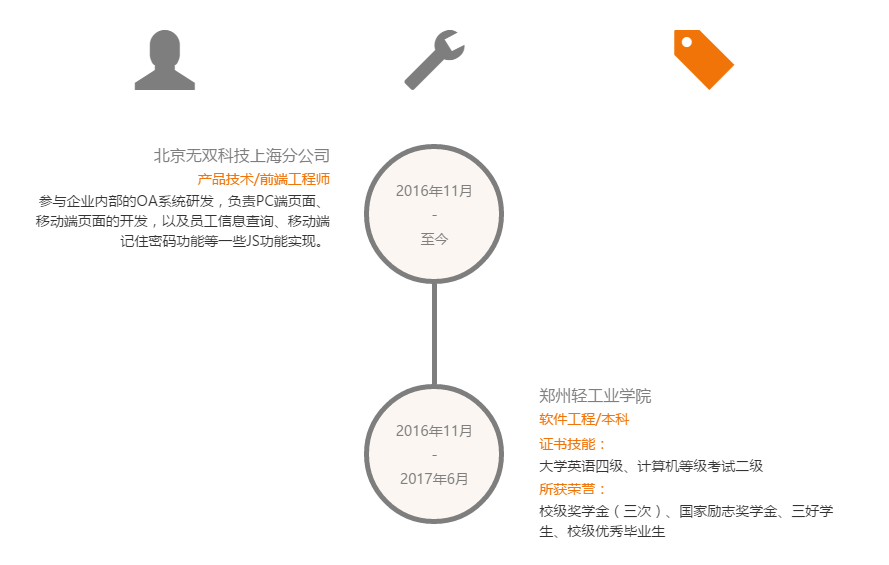 北京无双科技上海分公司
产品技术/前端工程师
参与企业内部的OA系统研发，负责PC端页面、
移动端页面的开发，以及员工信息查询、移动端
记住密码功能等一些JS功能实现。
2016年11月
-
至今
2016年11月
-
2017年6月
郑州轻工业学院
软件工程/本科
证书技能：
大学英语四级、计算机等级考试二级
所获荣誉：
校级奖学金（三次）、国家励志奖学金、三好学
生、校级优秀毕业生